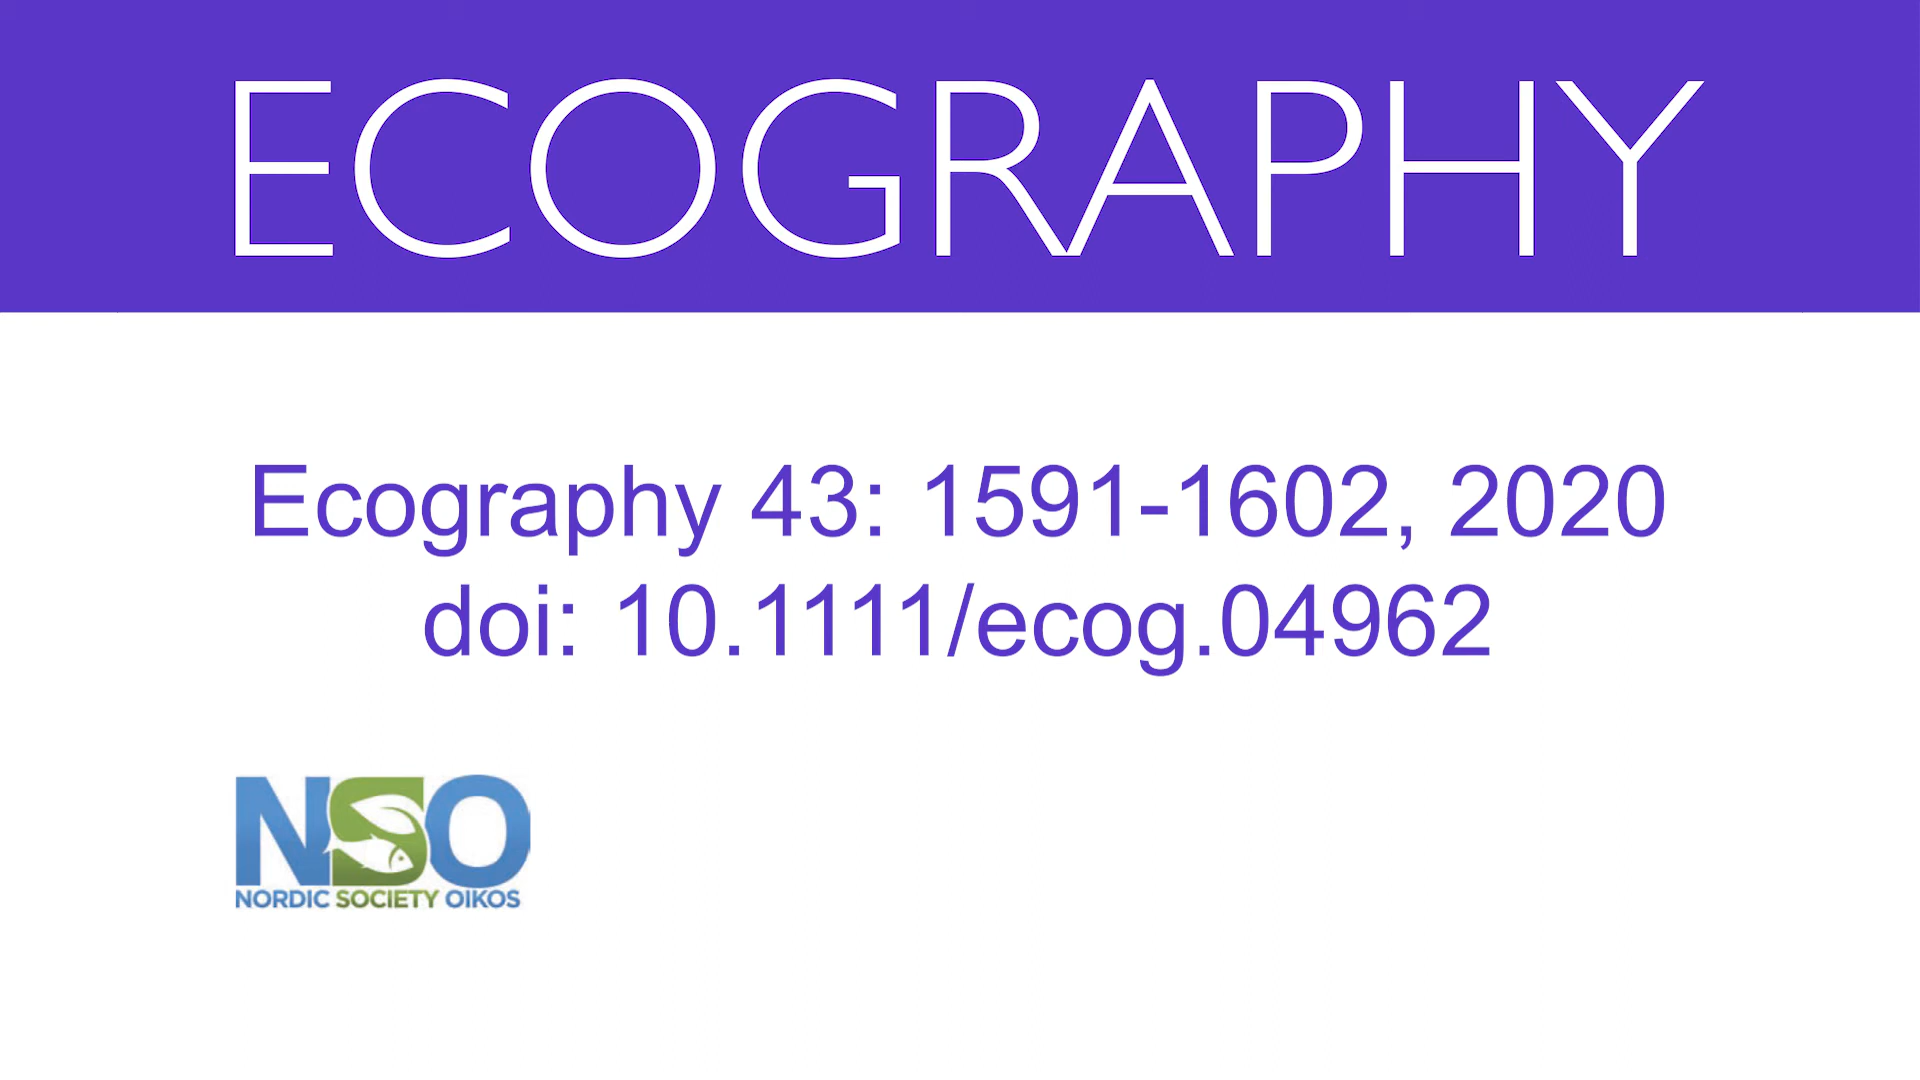 ECOGRAPHY
Ecography 43: 1591-1602, 2020
doi: 10.1111/ecog.04962
NSO
NORDIC SOCIETY OIKOS